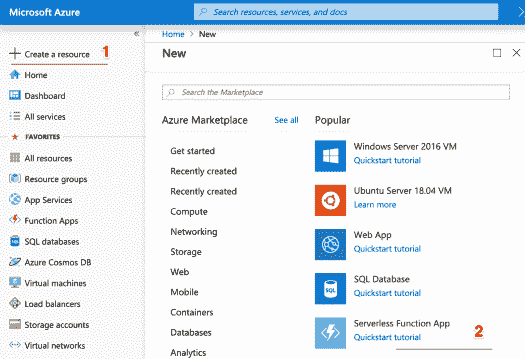 Microsoft Azure
Search resources, services, and docs
«
Create a resource
1
Home
Dashboard
All services
FAVORITES
All resources
Resource groups
App Services
Function Apps
SQL databases
Azure Cosmos DB
Virtual machines
Load balancers
Storage accounts
Virtual networks
Home > New
New
Search the Marketplace
Azure Marketplace See all
Get started
Recently created
Recently created
Compute
Networking
Storage
Web
Mobile
Containers
Databases
Analytics
Popular
Windows Server 2016 VM
Quickstart tutorial
Ubuntu Server 18.04 VM
Learn more
Web App
Quickstart tutorial
SQL Database
Quickstart tutorial
SQL
Serverless Function App
Quickstart tutorial
2